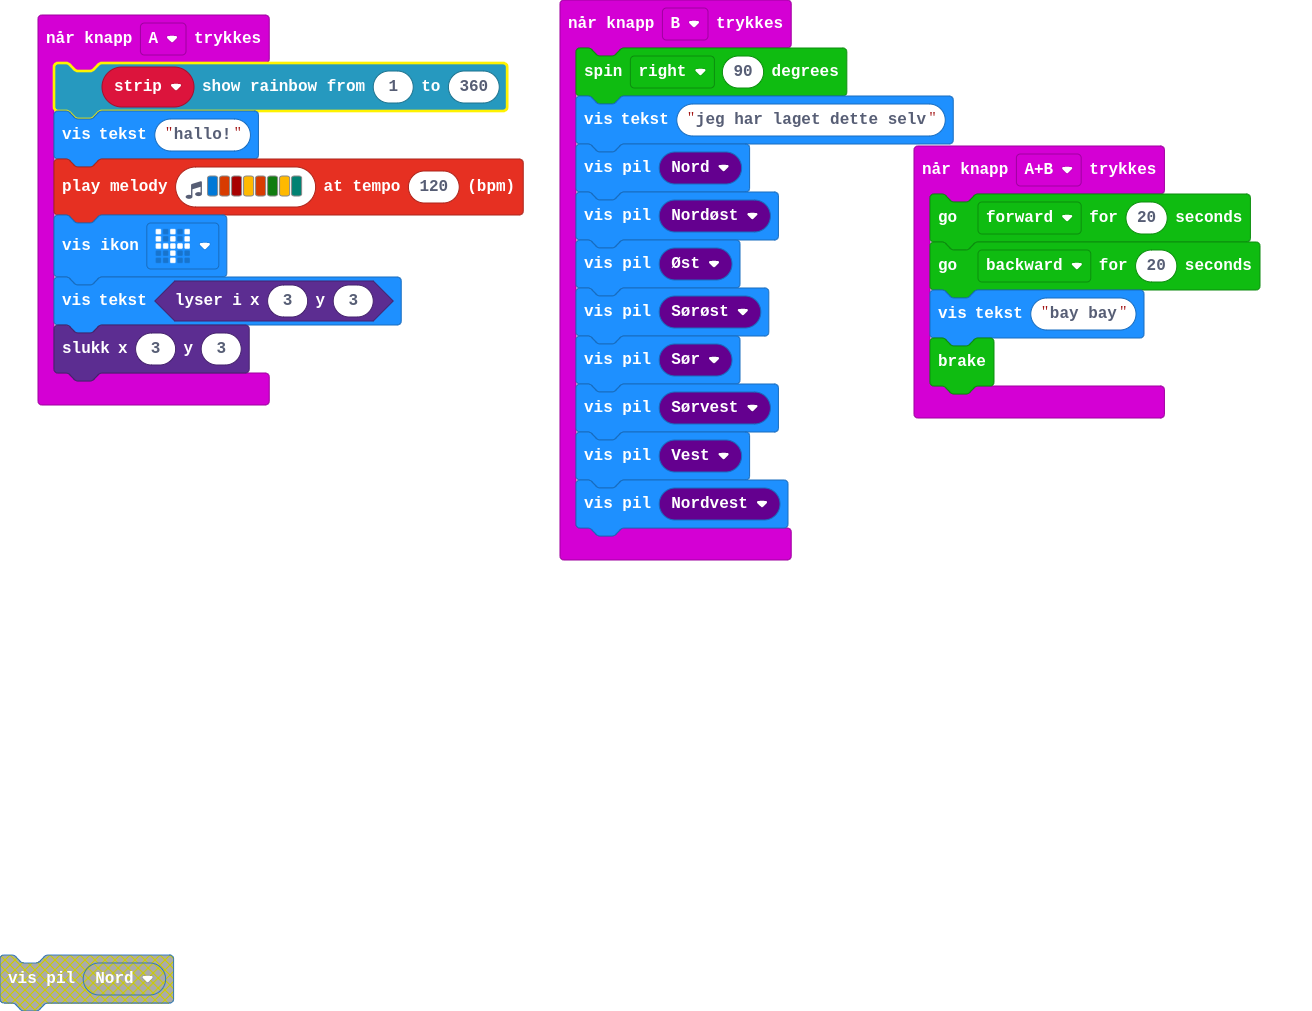 når knapp A trykkes
strip show rainbow from 1 to 360
vis tekst "hallo!"
play melody at tempo 120 (bpm)
vis ikon
vis tekst lyser i x 3 y 3
slukk x 3 y 3
når knapp B trykkes
spin right 90 degrees
vis tekst "jeg har laget dette selv"
vis pil Nord
vis pil Nordøst
vis pil Øst
vis pil Sørøst
vis pil Sør
vis pil Sørvest
vis pil Vest
vis pil Nordvest
når knapp A+B trykkes
go forward for 20 seconds
go backward for 20 seconds
vis tekst "bay bay"
brake
vis pil Nord